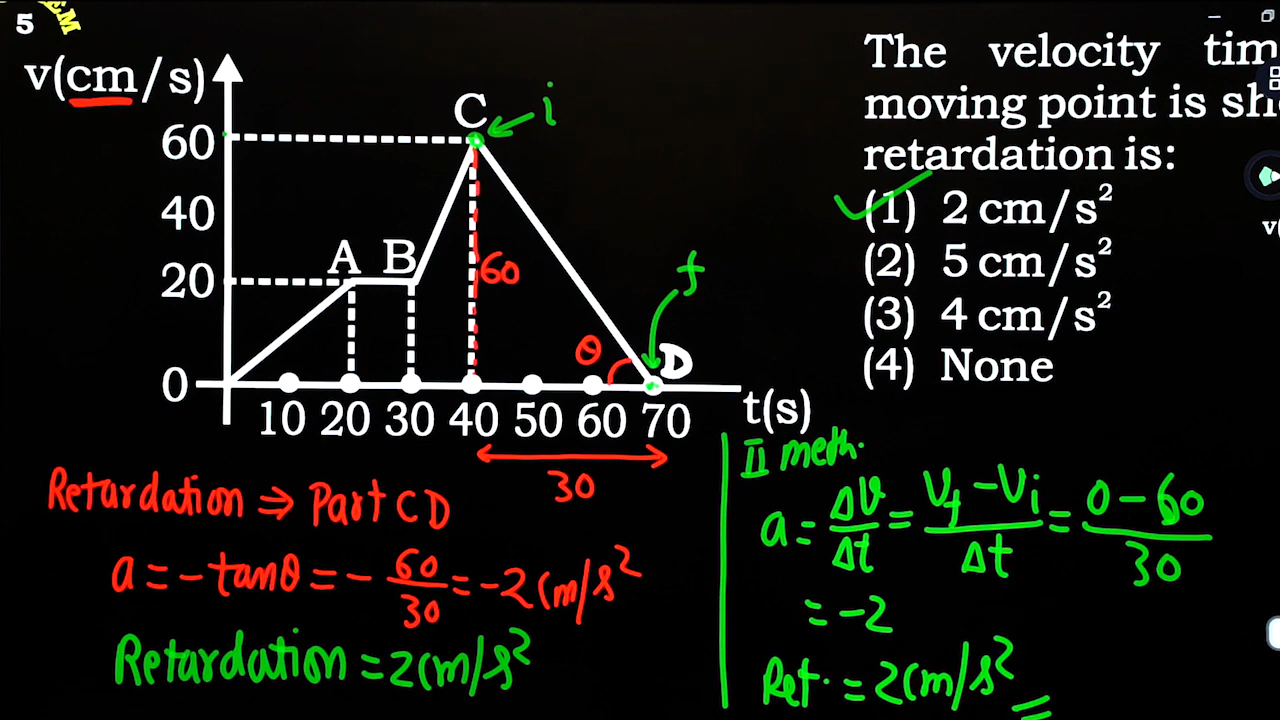 5
EM
v(cm/s)
60
40
20
0
A
B
C
i
60
f
θ
D
10 20 30 40 50 60 70 t(s)
30
The velocity tim
moving point is sh
retardation is:
(1) 2 cm/s²
(2) 5 cm/s²
(3) 4 cm/s²
(4) None
v(
Retardation ⇒ Part CD
a = -tanθ = - 60/30 = -2 cm/s²
Retardation = 2 cm/s²
II meth.
a = Δv/Δt = Vf - Vi/Δt = 0 - 60/30
= -2
Ret. = 2 cm/s²